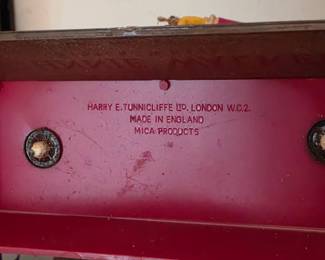 HARRY E. TUNNICLIFFE LTD. LONDON W.C.2.
MADE IN ENGLAND
MICA PRODUCTS